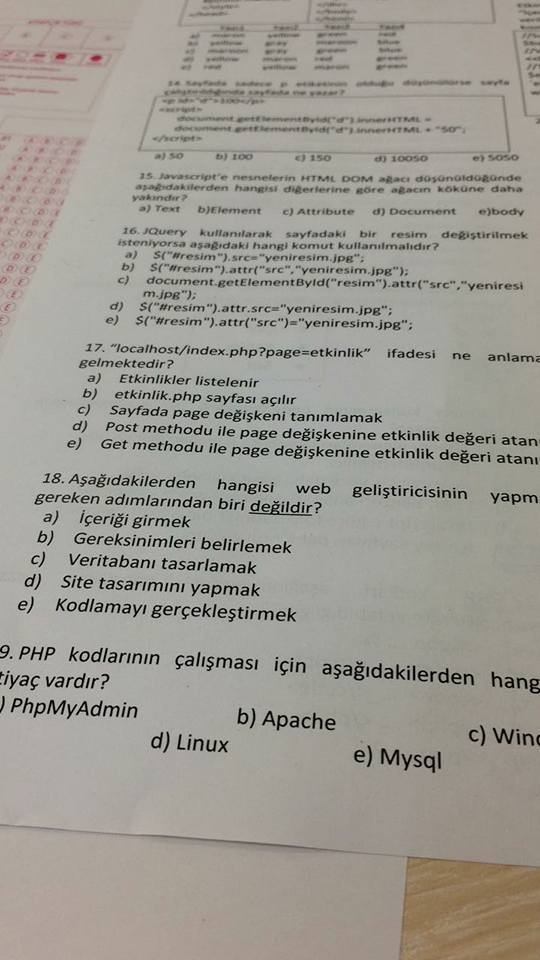 a) maroon yellow green red
14. Sayfada sadece p etiketinin olduğu düşünülürse sayfa
çalıştırıldığında sayfada ne yazar?
<p id="d">100</p>
<script>
document.getElementById("d").innerHTML =
document.getElementById("d").innerHTML + "50";
</script>
a) 50 b) 100 c) 150 d) 10050 e) 5050
15. Javascript'e nesnelerin HTML DOM ağacı düşünüldüğünde
aşağıdakilerden hangisi diğerlerine göre ağacın köküne daha
yakındır?
a) Text b)Element c) Attribute d) Document e)body
16. JQuery kullanılarak sayfadaki bir resim değiştirilmek
isteniyorsa aşağıdaki hangi komut kullanılmalıdır?
a) $("#resim").src="yeniresim.jpg";
b) $("#resim").attr("src","yeniresim.jpg");
c) document.getElementById("resim").attr("src","yeniresi
m.jpg");
d) $("#resim").attr.src="yeniresim.jpg";
e) $("#resim").attr("src")="yeniresim.jpg";
17. "localhost/index.php?page=etkinlik" ifadesi ne anlama
gelmektedir?
a) Etkinlikler listelenir
b) etkinlik.php sayfası açılır
c) Sayfada page değişkeni tanımlamak
d) Post methodu ile page değişkenine etkinlik değeri atan
e) Get methodu ile page değişkenine etkinlik değeri atanı
18. Aşağıdakilerden hangisi web geliştiricisinin yapm
gereken adımlarından biri değildir?
a) İçeriği girmek
b) Gereksinimleri belirlemek
c) Veritabanı tasarlamak
d) Site tasarımını yapmak
e) Kodlamayı gerçekleştirmek
9. PHP kodlarının çalışması için aşağıdakilerden hang
tiyaç vardır?
) PhpMyAdmin b) Apache c) Wind
d) Linux e) Mysql